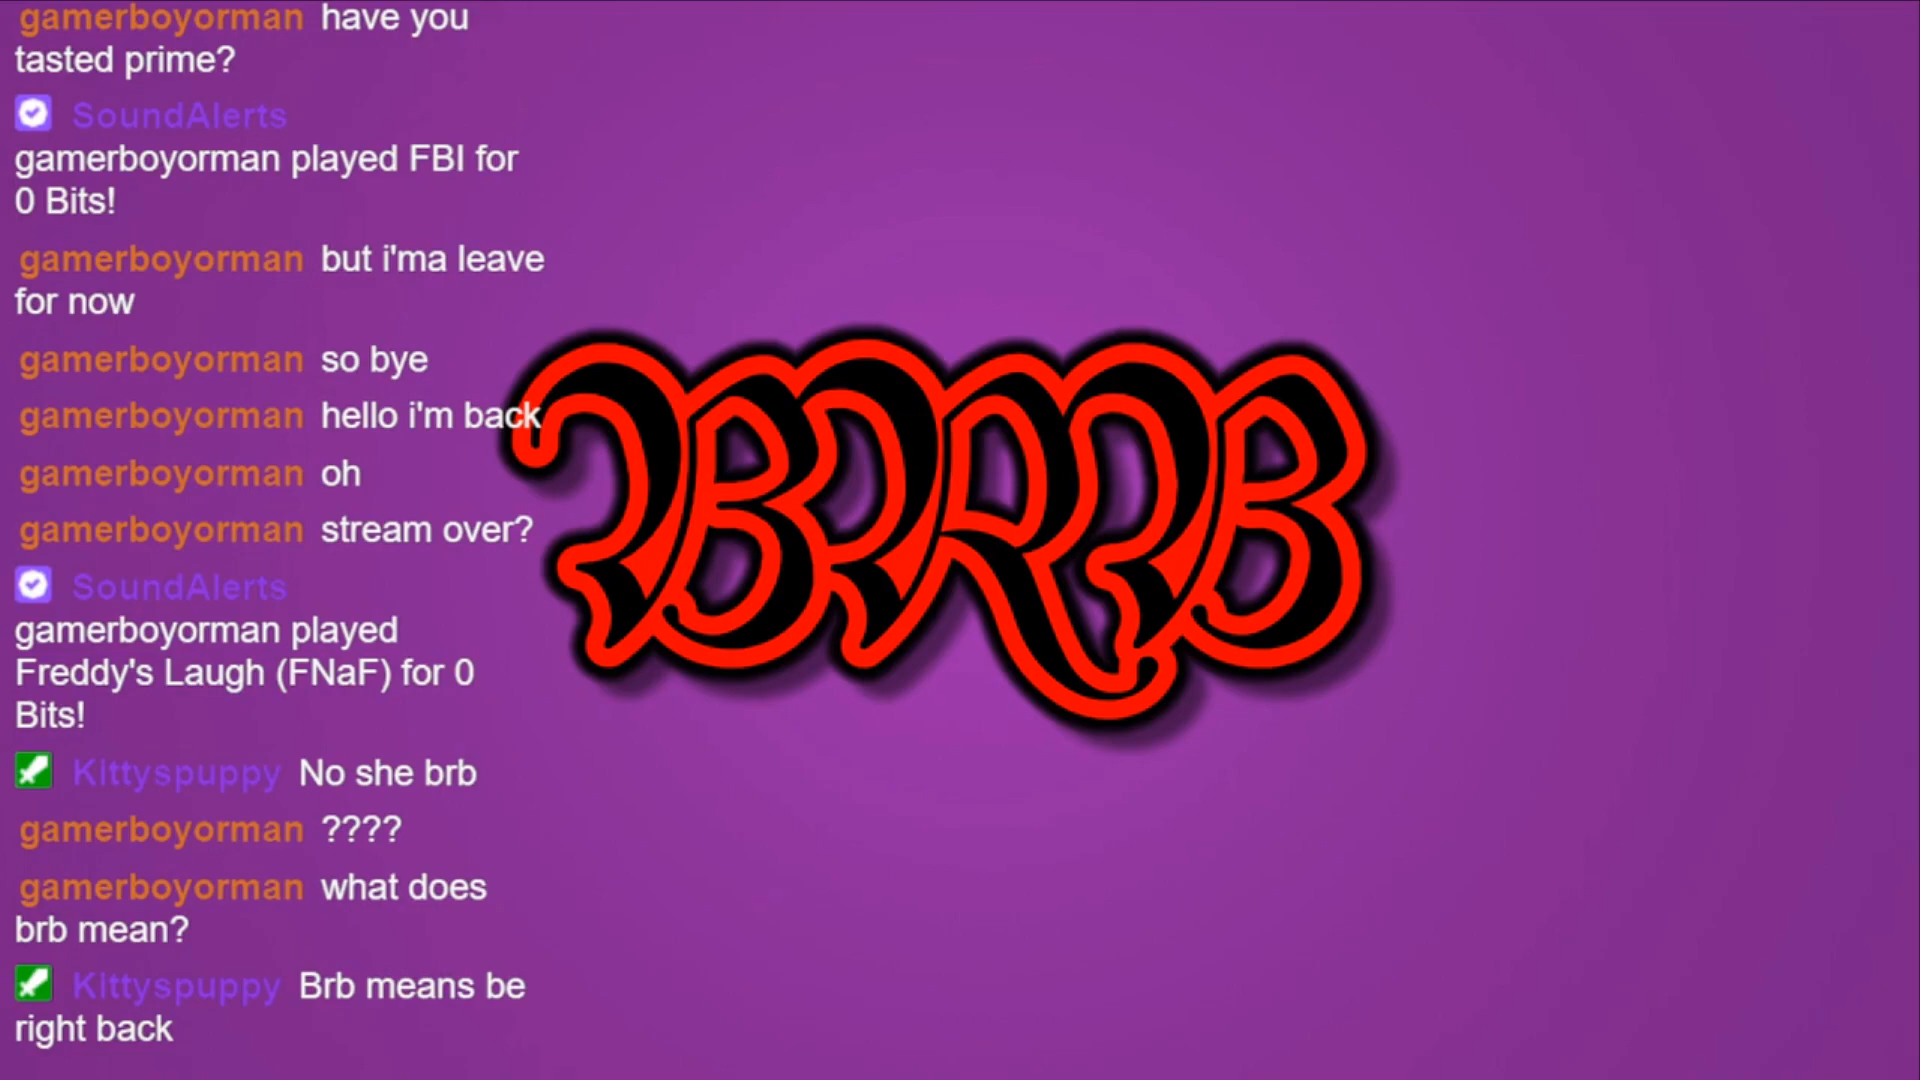 gamerboyorman have you
tasted prime?
SoundAlerts
gamerboyorman played FBI for
0 Bits!
gamerboyorman but i'ma leave
for now
gamerboyorman so bye
gamerboyorman hello i'm back
gamerboyorman oh
gamerboyorman stream over?
SoundAlerts
gamerboyorman played
Freddy's Laugh (FNaF) for 0
Bits!
Kittyspuppy No she brb
gamerboyorman ????
gamerboyorman what does
brb mean?
Kittyspuppy Brb means be
right back
BRB